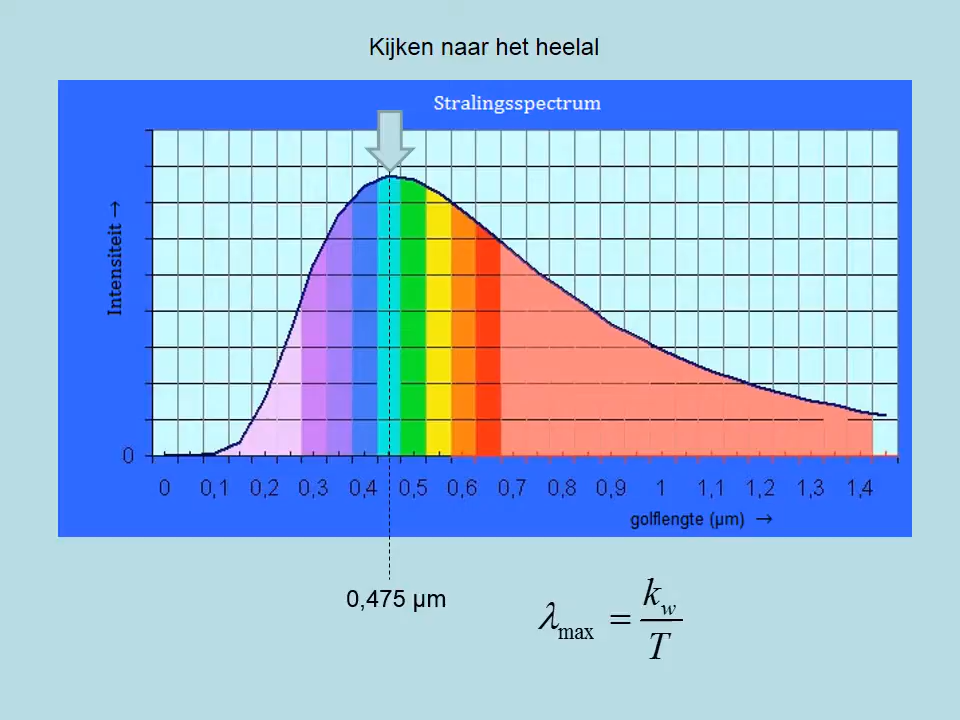 Kijken naar het heelal
Stralingsspectrum
Intensiteit →
0
0 0,1 0,2 0,3 0,4 0,5 0,6 0,7 0,8 0,9 1 1,1 1,2 1,3 1,4
golflengte (µm) →
0,475 µm
λmax = kw/T